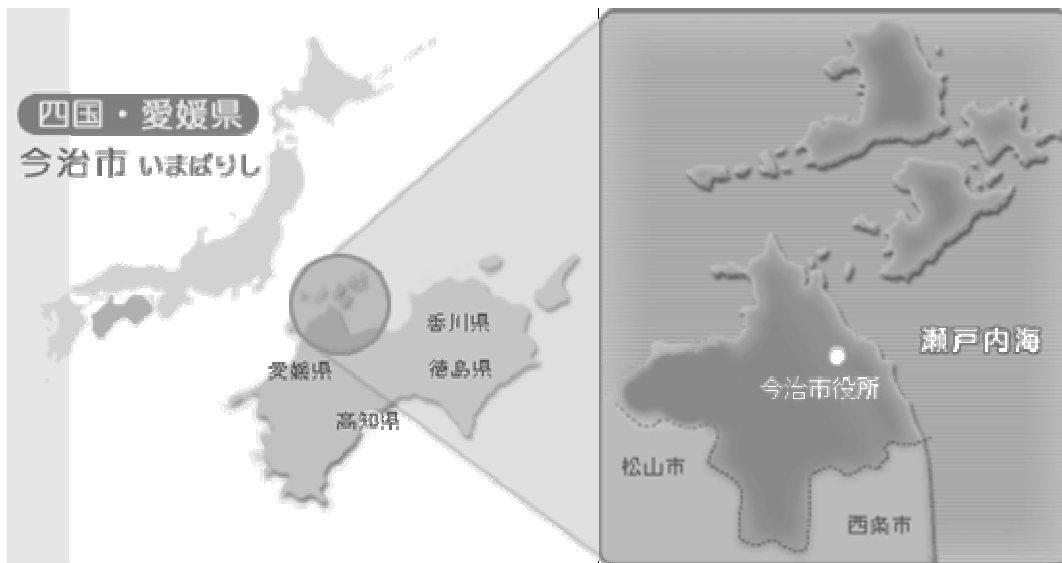 四国・愛媛県
今治市 いまばりし
香川県
愛媛県
徳島県
高知県
瀬戸内海
今治市役所
松山市
西条市